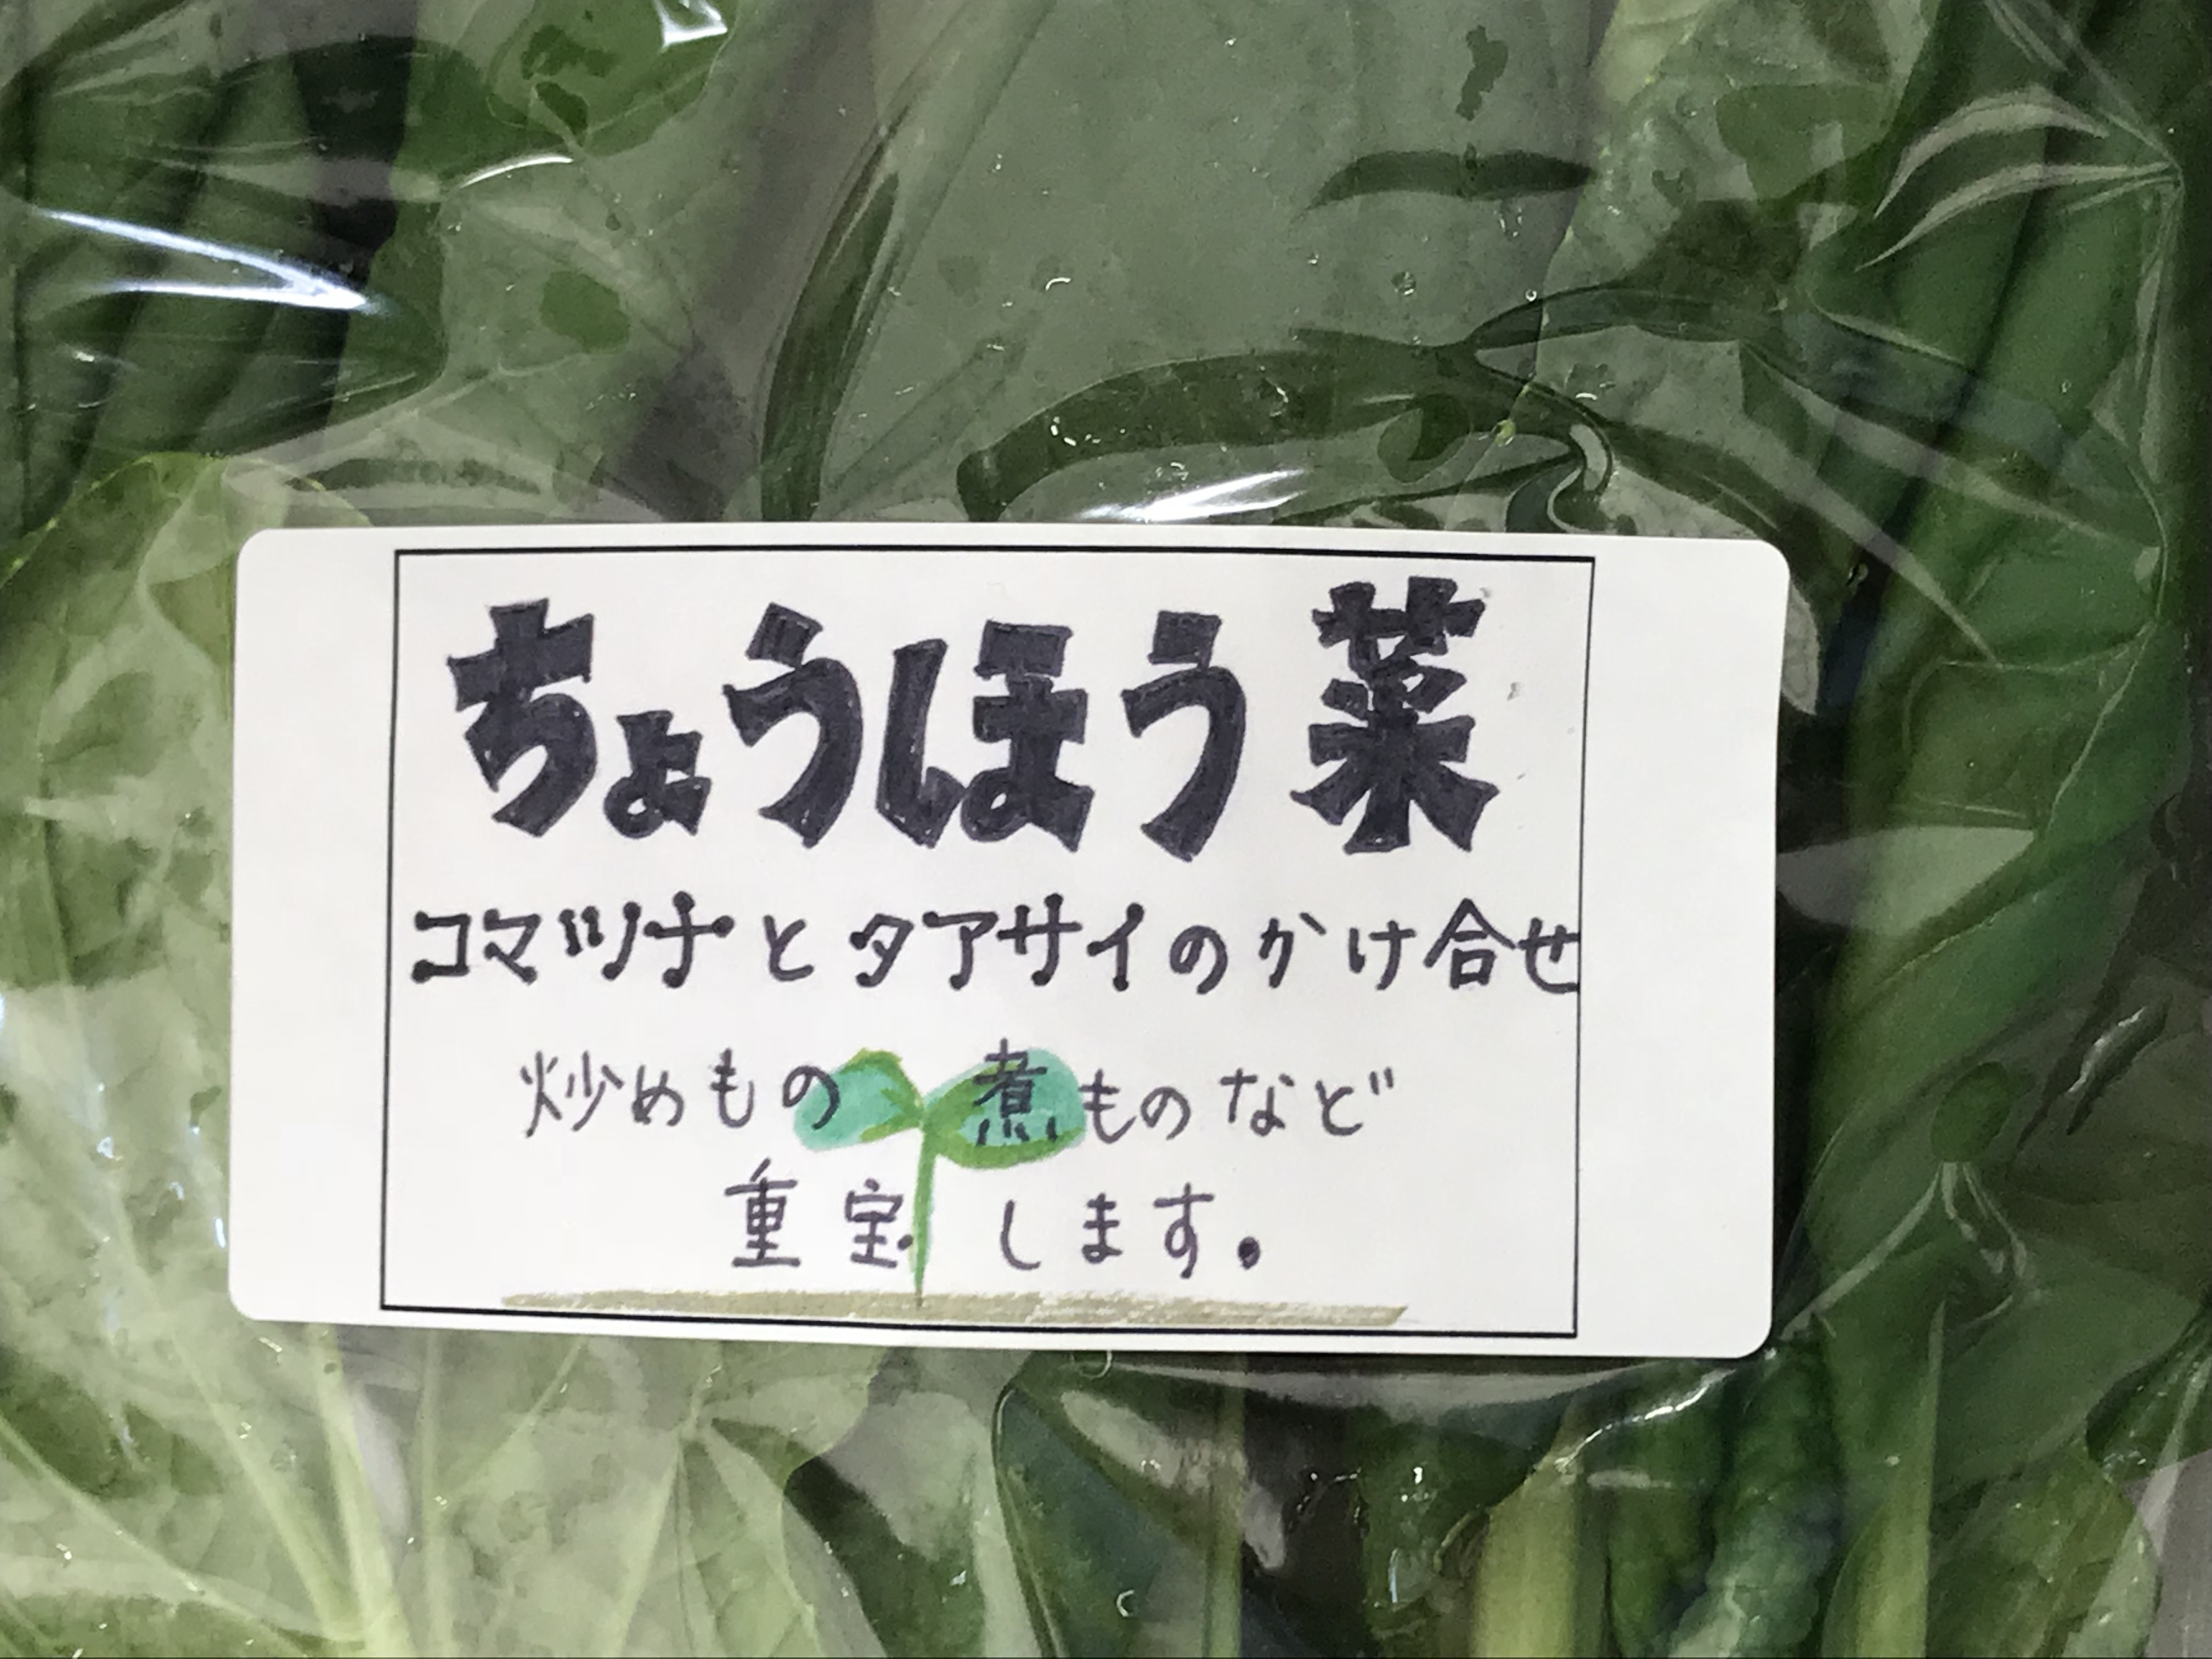 ちょうほう菜
コマツナとタアサイのかけ合せ
炒めもの 煮ものなど
重宝します。